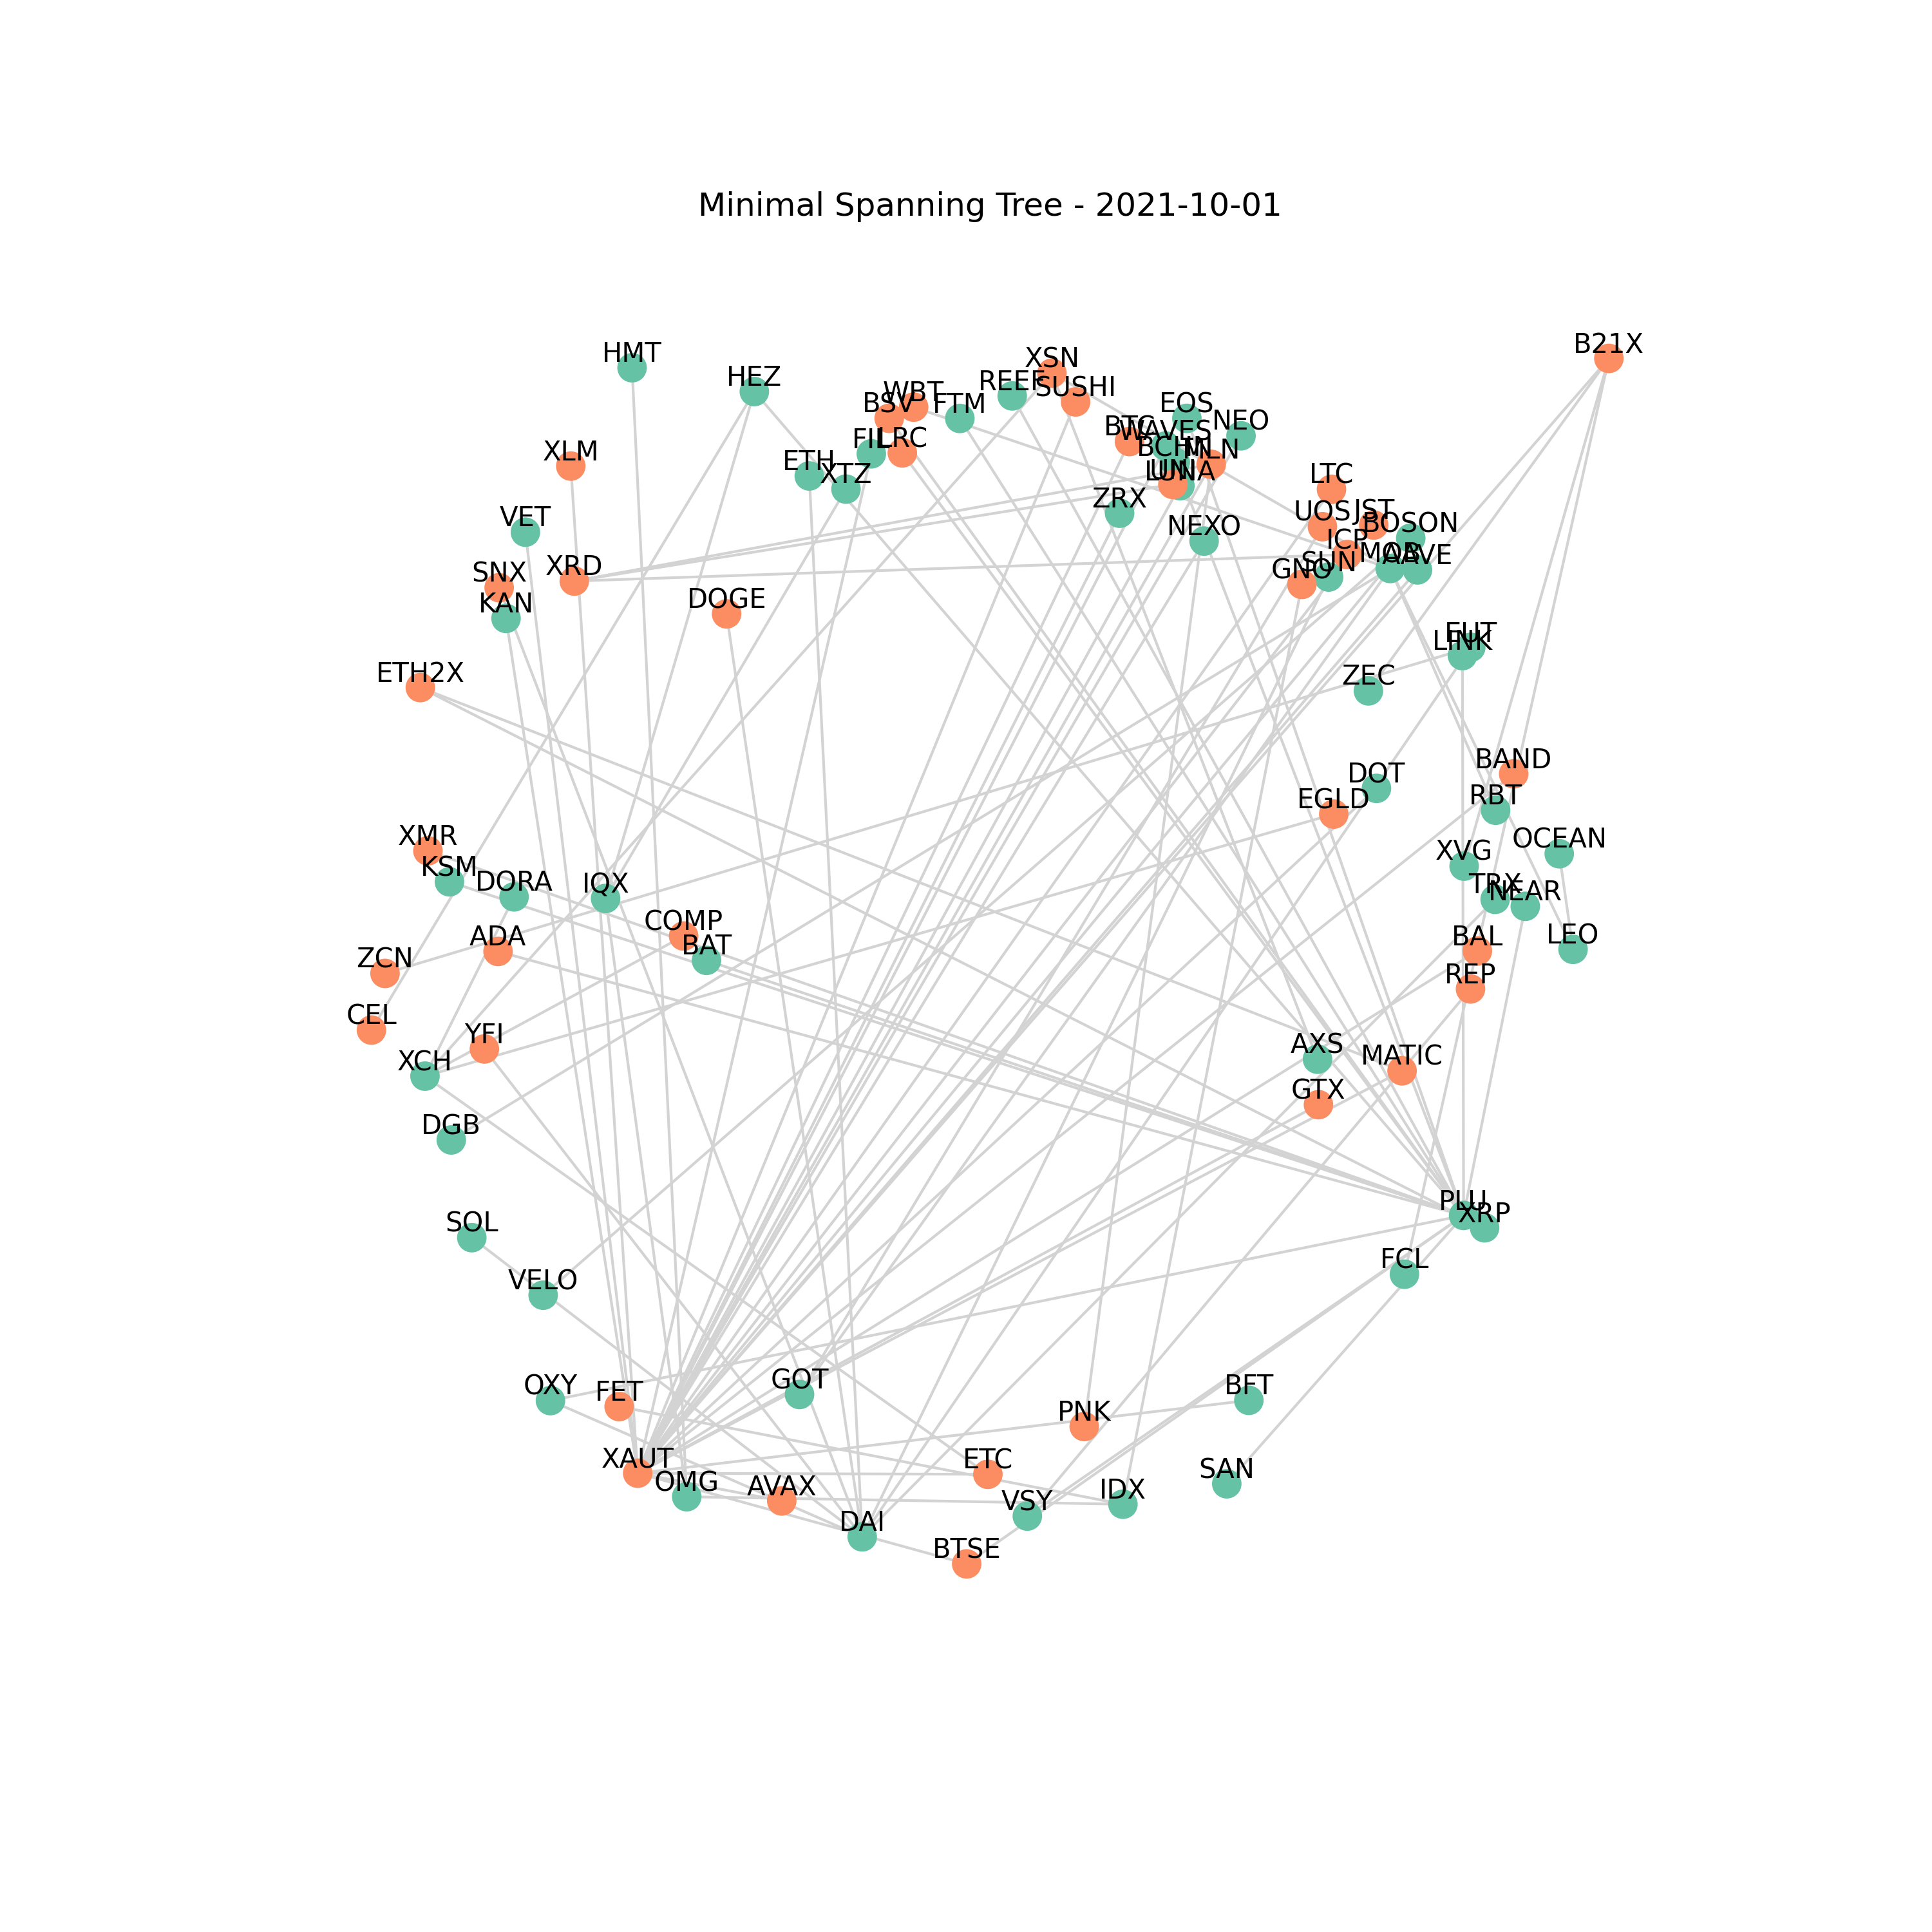 Minimal Spanning Tree - 2021-10-01
HMT
B21X
XSN
HEZ
REEF
SUSHI
WBT
BSV
FTM
EOS
NEO
BTC
WAVES
FIL
LRC
BCH
MLN
XLM
ETH
XTZ
UNI
LUNA
LTC
ZRX
VET
UOS
JST
BOSON
NEXO
ICP
MOB
AAVE
SNX
XRD
GNO
SUN
KAN
DOGE
LINK
ETH2X
ZEC
BAND
DOT
EGLD
RBT
XMR
OCEAN
KSM
DORA
IQX
XVG
TRX
NEAR
COMP
ADA
BAT
BAL
LEO
ZCN
REP
CEL
YFI
AXS
XCH
MATIC
GTX
DGB
PLU
SOL
XRP
VELO
FCL
OXY
FET
GOT
BFT
PNK
XAUT
ETC
SAN
OMG
AVAX
IDX
VSY
DAI
BTSE